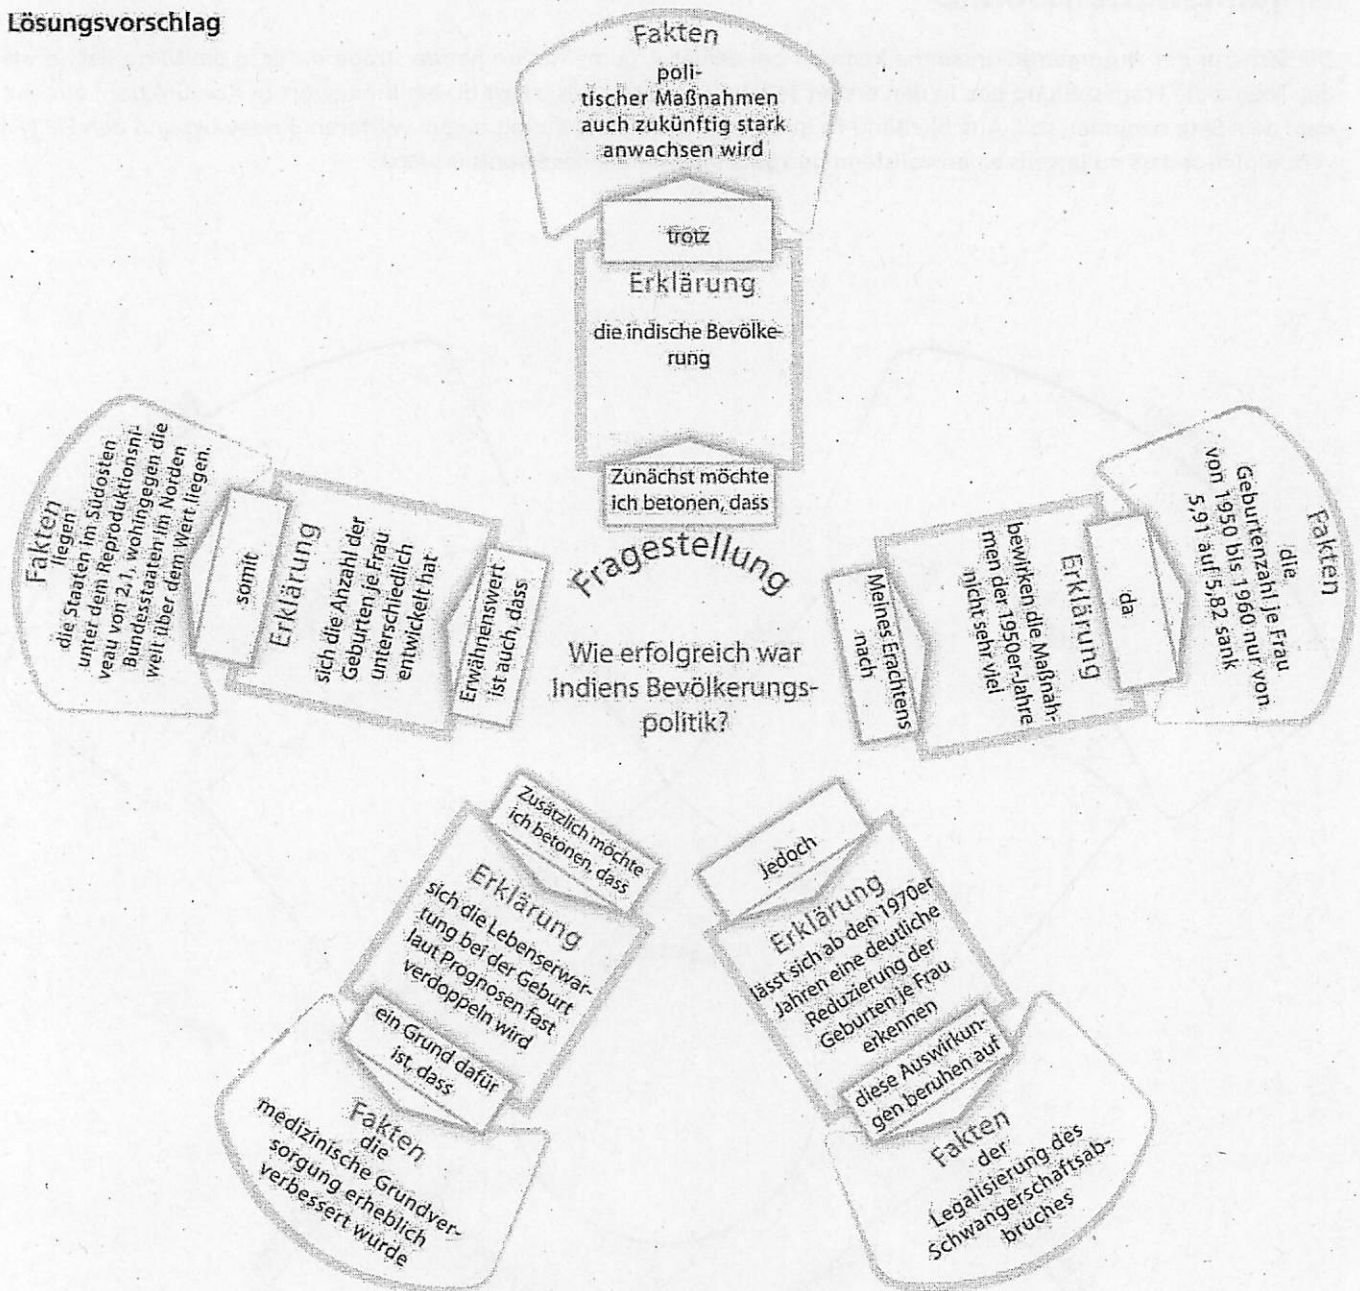 Lösungsvorschlag
Fakten
poli-
tischer Maßnahmen
auch zukünftig stark
anwachsen wird
trotz
Erklärung
die indische Bevölke-
rung
Zunächst möchte
ich betonen, dass
Fragestellung
Wie erfolgreich war
Indiens Bevölkerungs-
politik?
Meines Erachtens
nach
Erklärung
bewirken die Maßnah-
men der 1950er-Jahre
nicht sehr viel
da
Fakten
die
Geburtenzahl je Frau
von 1950 bis 1960 nur von
5,91 auf 5,82 sank
Jedoch
Erklärung
lässt sich ab den 1970er
Jahren eine deutliche
Reduzierung der
Geburten je Frau
erkennen
diese Auswirkun-
gen beruhen auf
Fakten
der
Legalisierung des
Schwangerschaftsab-
bruches
Zusätzlich möchte
ich betonen, dass
Erklärung
sich die Lebenserwar-
tung bei der Geburt
laut Prognosen fast
verdoppeln wird
ein Grund dafür
ist, dass
Fakten
die
medizinische Grundver-
sorgung erheblich
verbessert wurde
Erwähnenswert
ist auch, dass
Erklärung
sich die Anzahl der
Geburten je Frau
unterschiedlich
entwickelt hat
somit
Fakten
liegen
die Staaten im Südosten
unter dem Reproduktionsni-
veau von 2,1, wohingegen die
Bundesstaaten im Norden
weit über dem Wert liegen.